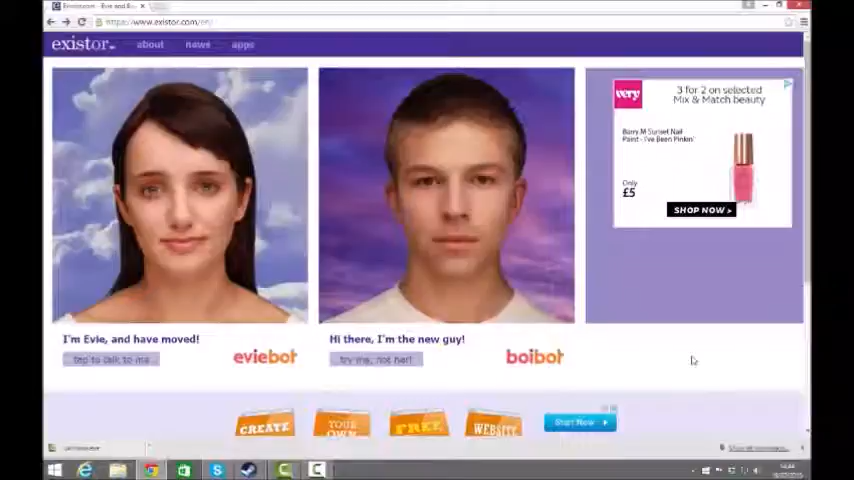 https://www.existor.com/en/
existor
about
news
apps
very
3 for 2 on selected
Mix & Match beauty
Barry M Sunset Nail
Paint - I've Been Pinkin'
Only
£5
SHOP NOW >
I'm Evie, and have moved!
tap to talk to me...
eviebot
Hi there, I'm the new guy!
try me, not her!
boibot
CREATE
YOUR
OWN
FREE
WEBSITE
Start Now